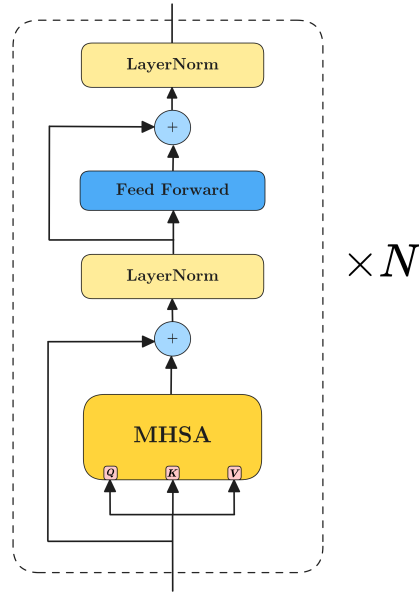 LayerNorm
+
Feed Forward
LayerNorm
×N
+
MHSA
Q K V